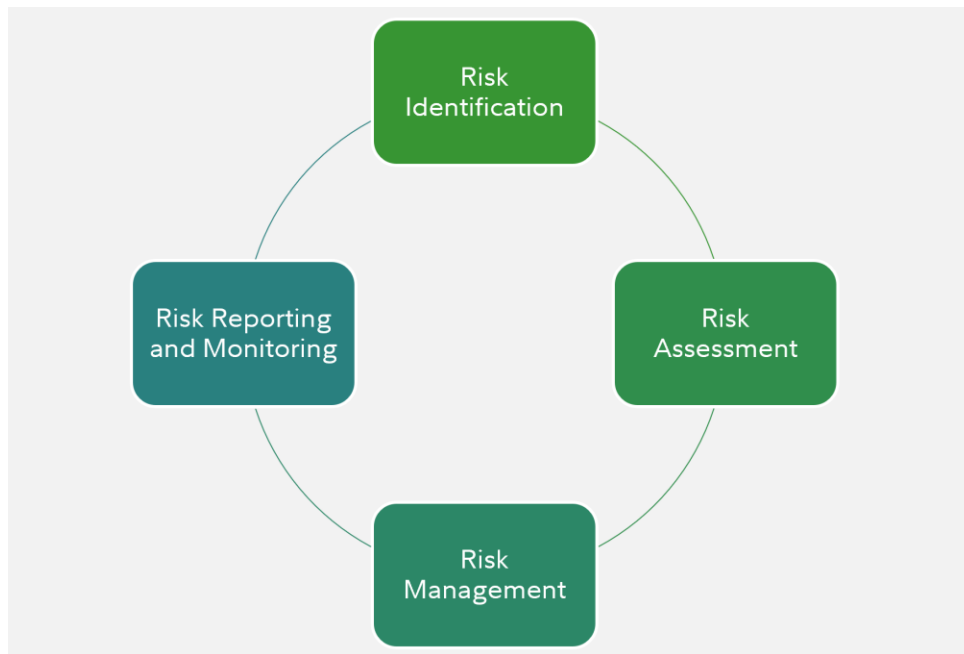 Risk
Identification
Risk
Assessment
Risk
Management
Risk Reporting
and Monitoring